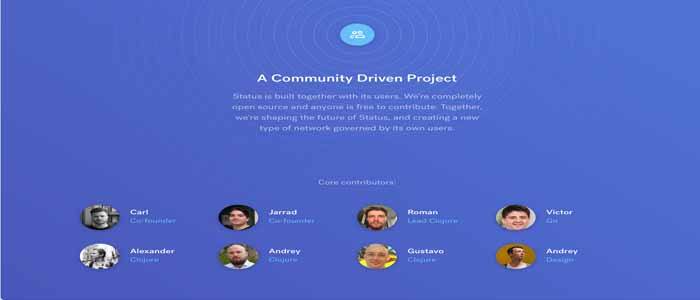 A Community Driven Project
Status is built together with its users. We're completely
open source and anyone is free to contribute. Together,
we're shaping the future of Status, and creating a new
type of network governed by its own users.
Core contributors:
Carl
Co-founder
Jarrad
Co-founder
Roman
Lead Clojure
Victor
Go
Alexander
Clojure
Andrey
Clojure
Gustavo
Clojure
Andrey
Design